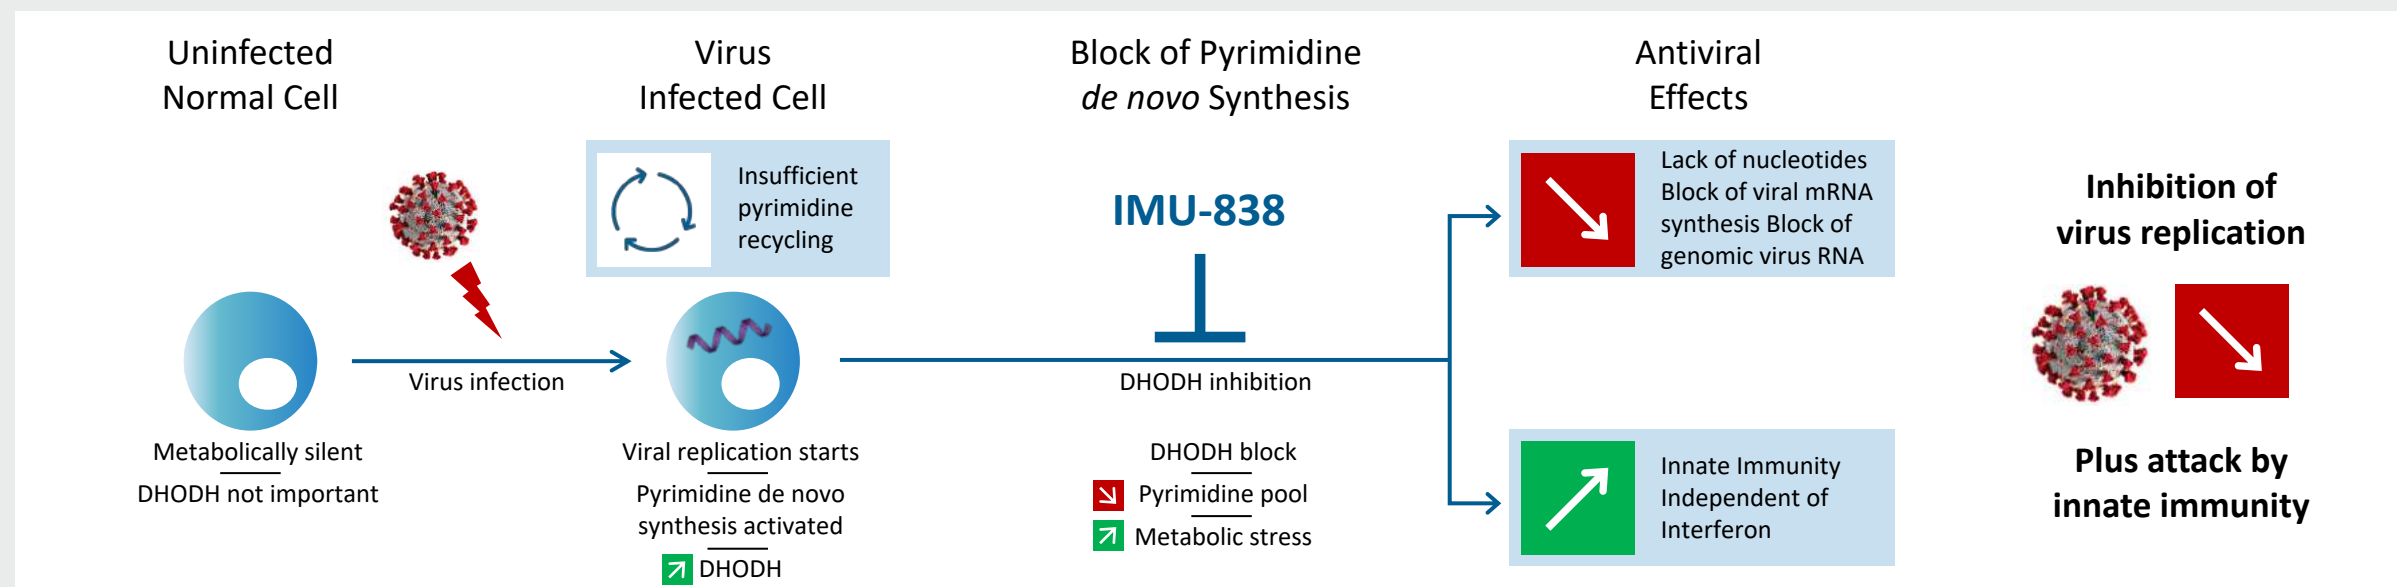 Uninfected
Normal Cell
Virus
Infected Cell
Block of Pyrimidine
de novo Synthesis
Antiviral
Effects
Insufficient
pyrimidine
recycling
IMU-838
Lack of nucleotides
Block of viral mRNA
synthesis Block of
genomic virus RNA
Inhibition of
virus replication
Virus infection
DHODH inhibition
Metabolically silent
DHODH not important
Viral replication starts
Pyrimidine de novo
synthesis activated
DHODH
DHODH block
Pyrimidine pool
Metabolic stress
Innate Immunity
Independent of
Interferon
Plus attack by
innate immunity